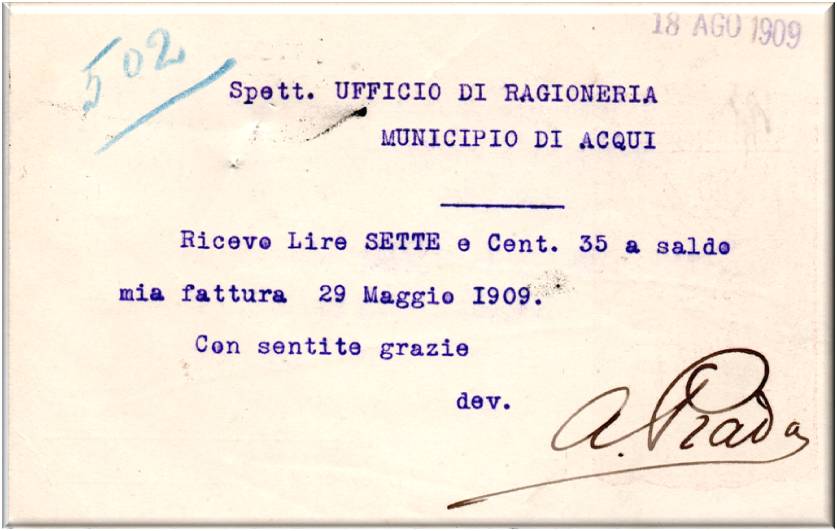 18 AGO 1909
502
Spett. UFFICIO DI RAGIONERIA
MUNICIPIO DI ACQUI
Ricevo Lire SETTE e Cent. 35 a saldo
mia fattura 29 Maggio 1909.
Con sentite grazie
dev.
A. Prada